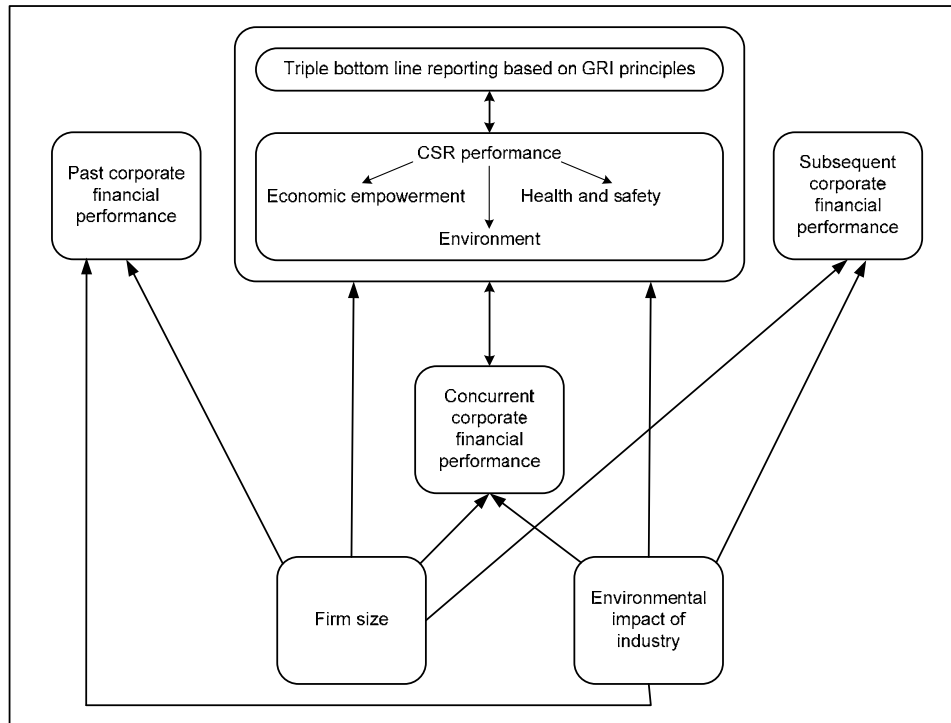 Triple bottom line reporting based on GRI principles
CSR performance
Economic empowerment
Health and safety
Environment
Past corporate
financial
performance
Subsequent
corporate
financial
performance
Concurrent
corporate
financial
performance
Firm size
Environmental
impact of
industry